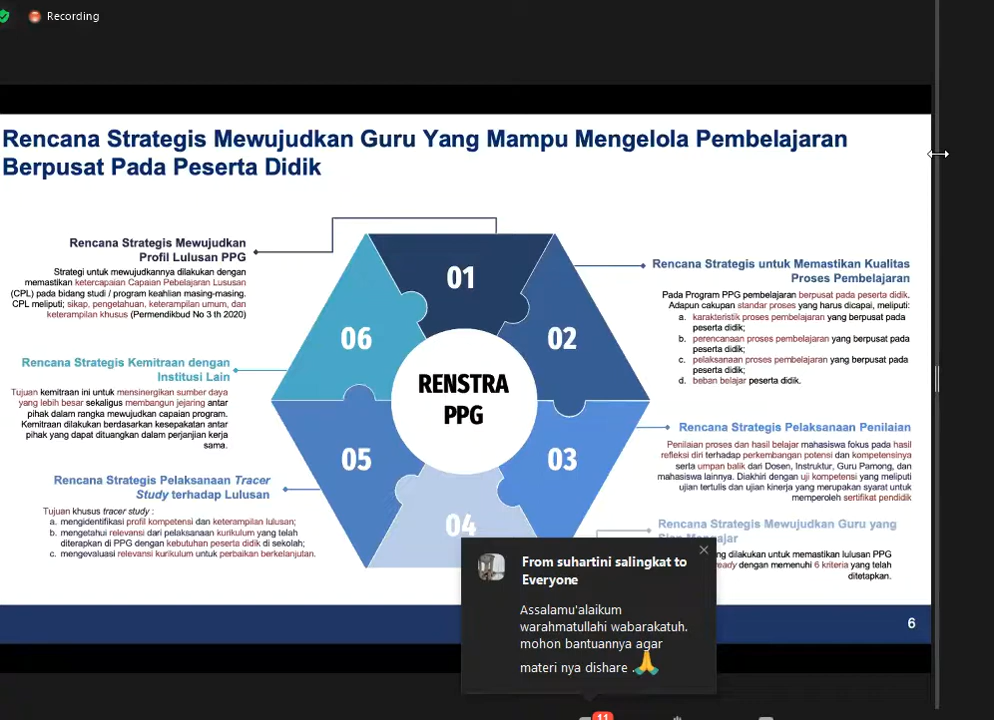 Recording
Rencana Strategis Mewujudkan Guru Yang Mampu Mengelola Pembelajaran
Berpusat Pada Peserta Didik
Rencana Strategis Mewujudkan
Profil Lulusan PPG
Strategi untuk mewujudkannya dilakukan dengan
memastikan ketercapaian Capaian Pebelajaran Lususan
(CPL) pada bidang studi / program keahlian masing-masing.
CPL meliputi; sikap, pengetahuan, keterampilan umum, dan
keterampilan khusus (Permendikbud No 3 th 2020)
Rencana Strategis Kemitraan dengan
Institusi Lain
Tujuan kemitraan ini untuk mensinergikan sumber daya
yang lebih besar sekaligus membangun jejaring antar
pihak dalam rangka mewujudkan capaian program.
Kemitraan dilakukan berdasarkan kesepakatan antar
pihak yang dapat dituangkan dalam perjanjian kerja
sama.
Rencana Strategis Pelaksanaan Tracer
Study terhadap Lulusan
Tujuan khusus tracer study :
a. mengidentifikasi profil kompetensi dan keterampilan lulusan;
b. mengetahui relevansi dari pelaksanaan kurikulum yang telah
diterapkan di PPG dengan kebutuhan peserta didik di sekolah;
c. mengevaluasi relevansi kurikulum untuk perbaikan berkelanjutan.
01
02
03
04
05
06
RENSTRA
PPG
Rencana Strategis untuk Memastikan Kualitas
Proses Pembelajaran
Pada Program PPG pembelajaran berpusat pada peserta didik.
Adapun cakupan standar proses yang harus dicapai, meliputi:
a. karakteristik proses pembelajaran yang berpusat pada
peserta didik;
b. perencanaan proses pembelajaran yang berpusat pada
peserta didik;
c. pelaksanaan proses pembelajaran yang berpusat pada
peserta didik;
d. beban belajar peserta didik.
Rencana Strategis Pelaksanaan Penilaian
Penilaian proses dan hasil belajar mahasiswa fokus pada hasil
refleksi diri terhadap perkembangan potensi dan kompetensinya
serta umpan balik dari Dosen, Instruktur, Guru Pamong, dan
mahasiswa lainnya. Diakhiri dengan uji kompetensi yang meliputi
ujian tertulis dan ujian kinerja yang merupakan syarat untuk
memperoleh sertifikat pendidik
Rencana Strategis Mewujudkan Guru yang
dilakukan untuk memastikan lulusan PPG
dengan memenuhi 6 kriteria yang telah
ditetapkan.
6
From suhartini salingkat to
Everyone
Assalamu'alaikum
warahmatullahi wabarakatuh.
mohon bantuannya agar
materi nya dishare .🙏
11